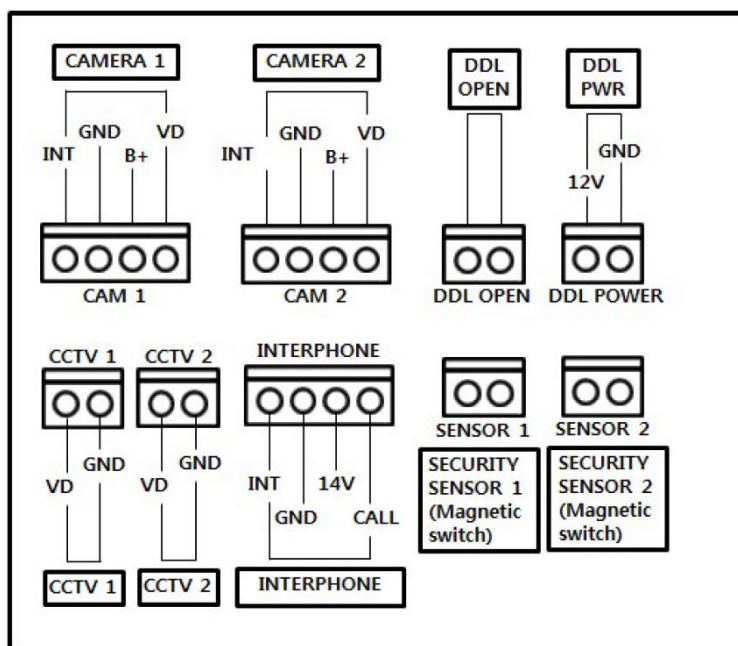 CAMERA 1
CAMERA 2
DDL
OPEN
DDL
PWR
INT
GND
B+
VD
INT
GND
B+
VD
12V
GND
CAM 1
CAM 2
DDL OPEN
DDL POWER
CCTV 1
CCTV 2
INTERPHONE
SENSOR 1
SENSOR 2
VD
GND
VD
GND
INT
GND
14V
CALL
SECURITY
SENSOR 1
(Magnetic
switch)
SECURITY
SENSOR 2
(Magnetic
switch)
CCTV 1
CCTV 2
INTERPHONE